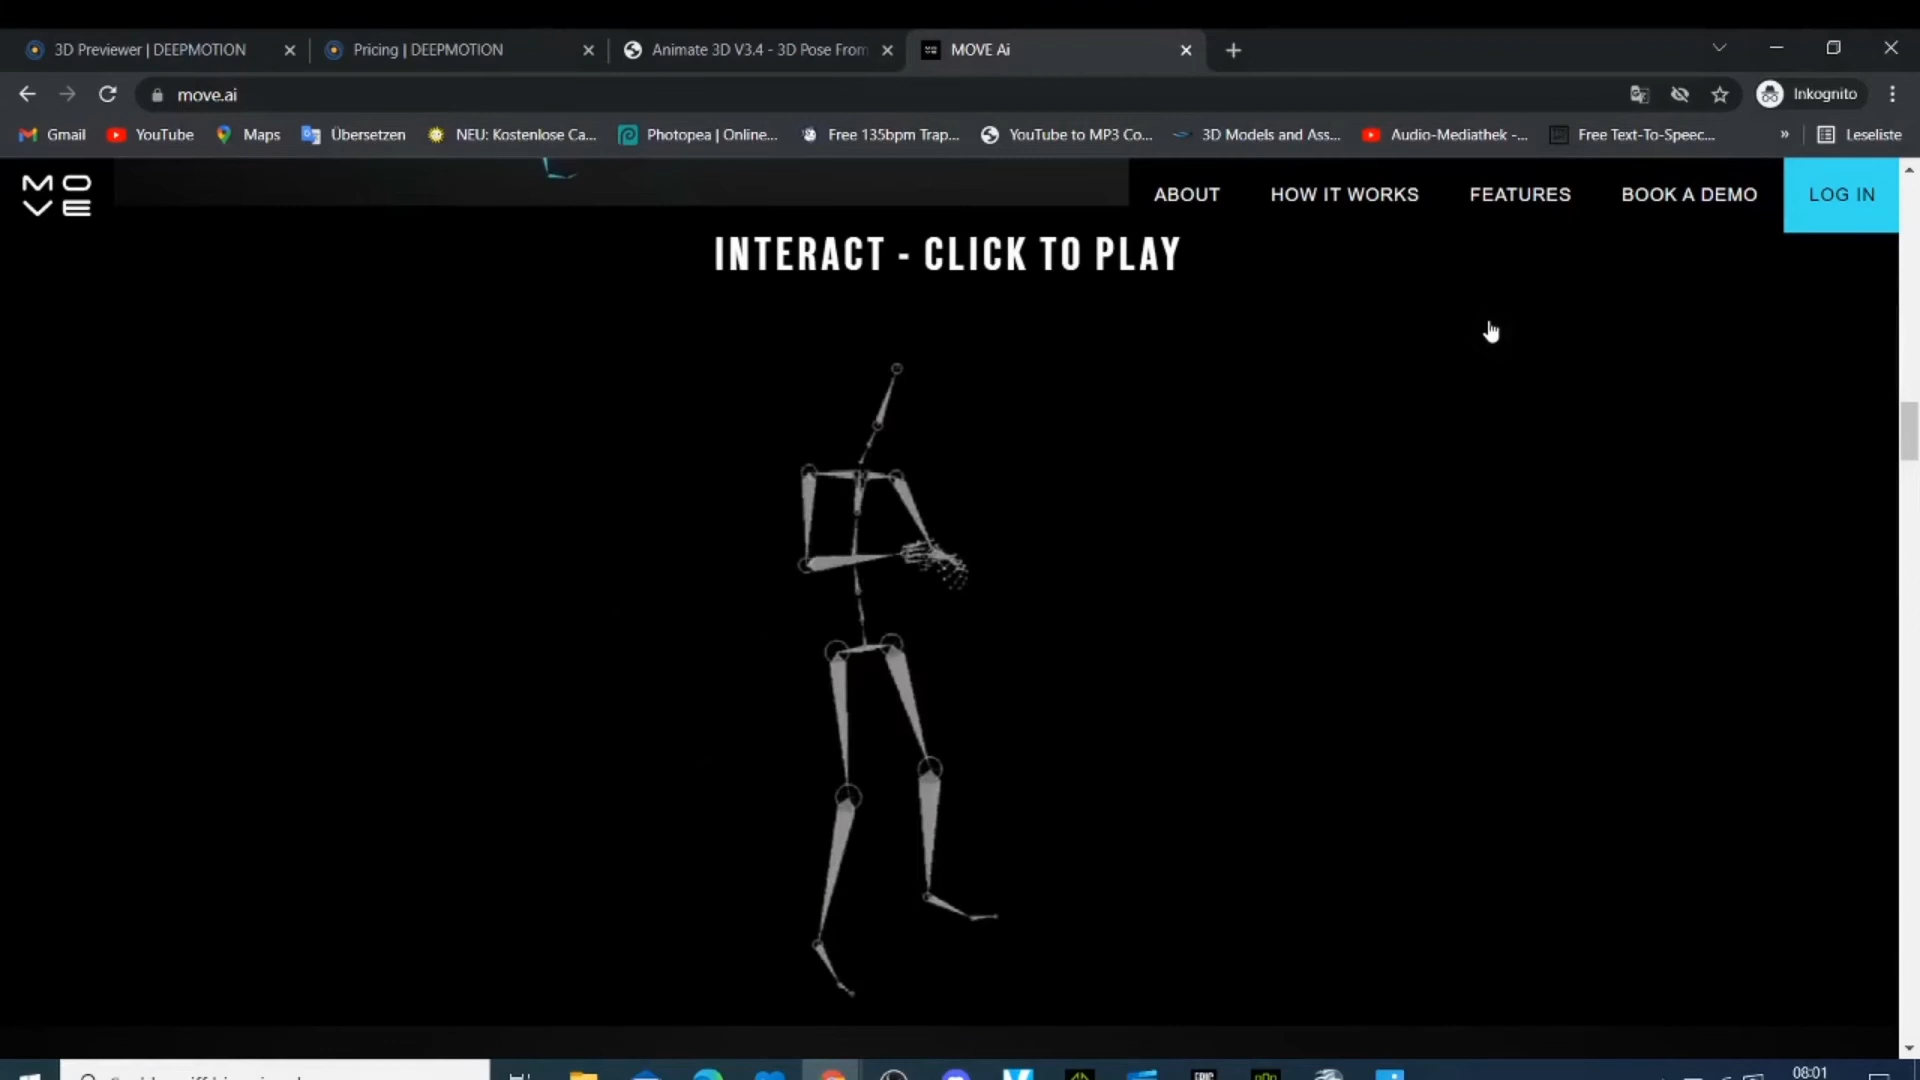 3D Previewer | DEEPMOTION
Pricing | DEEPMOTION
Animate 3D V3.4 - 3D Pose From
MOVE Ai
move.ai
Inkognito
Gmail
YouTube
Maps
Übersetzen
NEU: Kostenlose Ca...
Photopea | Online...
Free 135bpm Trap...
YouTube to MP3 Co...
3D Models and Ass...
Audio-Mediathek -...
Free Text-To-Speec...
»
Leseliste
MOVE
ABOUT
HOW IT WORKS
FEATURES
BOOK A DEMO
LOG IN
INTERACT - CLICK TO PLAY
EPIC
08:01